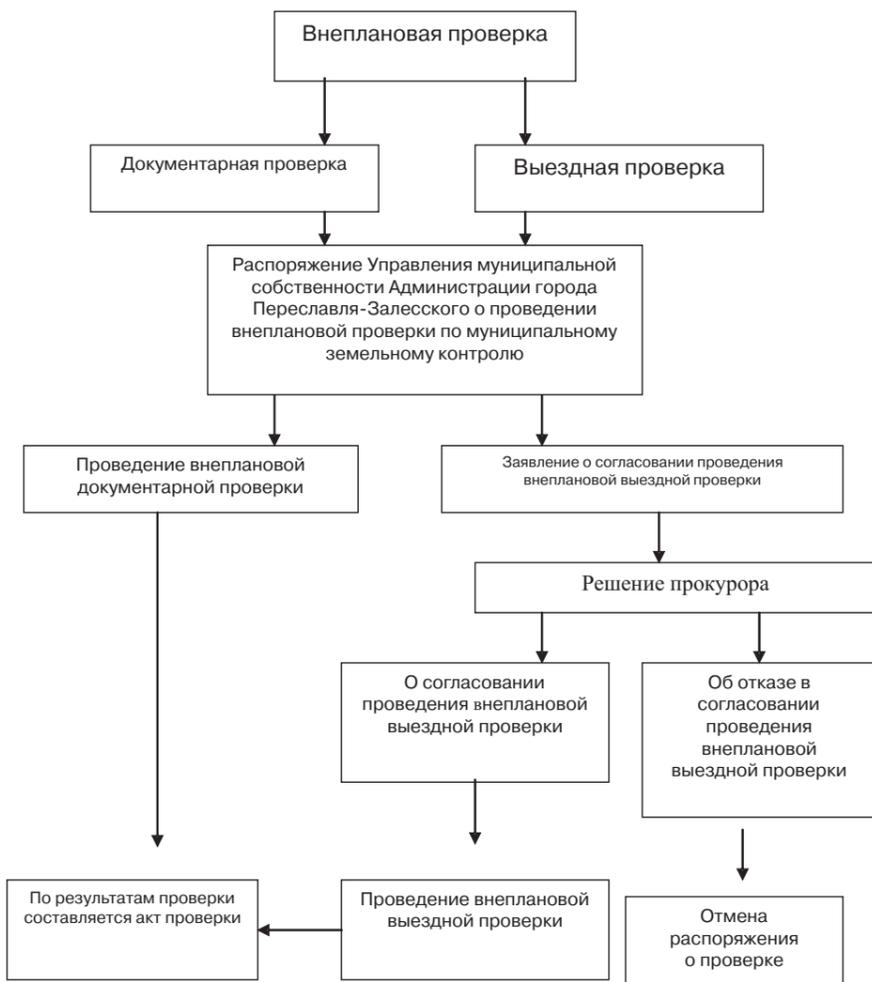 Внеплановая проверка
Документарная проверка
Выездная проверка
Распоряжение Управления муниципальной
собственности Администрации города
Переславля-Залесского о проведении
внеплановой проверки по муниципальному
земельному контролю
Проведение внеплановой
документарной проверки
Заявление о согласовании проведения
внеплановой выездной проверки
Решение прокурора
О согласовании
проведения внеплановой
выездной проверки
Об отказе в
согласовании
проведения
внеплановой
выездной проверки
По результатам проверки
составляется акт проверки
Проведение внеплановой
выездной проверки
Отмена
распоряжения
о проверке